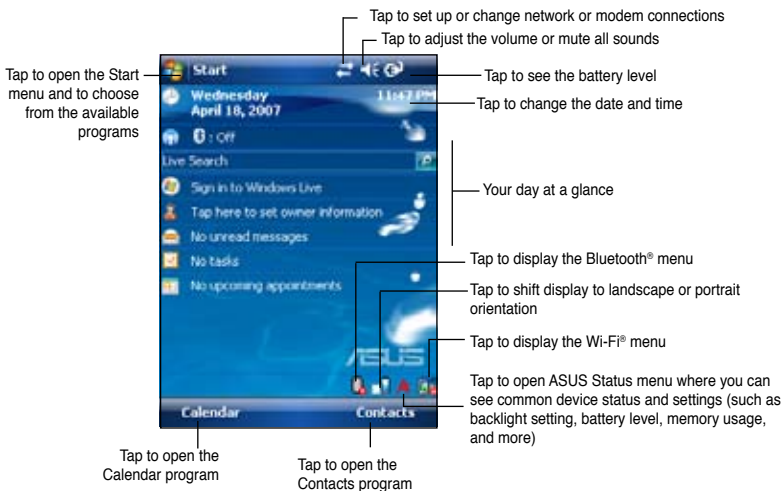 Tap to set up or change network or modem connections
Tap to adjust the volume or mute all sounds
Tap to open the Start
menu and to choose
from the available
programs
Start
Tap to see the battery level
Wednesday
April 18, 2007
11:47 PM
Tap to change the date and time
: Off
Live Search
Sign in to Windows Live
Tap here to set owner information
No unread messages
No tasks
No upcoming appointments
Your day at a glance
Tap to display the Bluetooth® menu
Tap to shift display to landscape or portrait
orientation
Tap to display the Wi-Fi® menu
ASUS
Tap to open ASUS Status menu where you can
see common device status and settings (such as
backlight setting, battery level, memory usage,
and more)
Calendar
Contacts
Tap to open the
Calendar program
Tap to open the
Contacts program